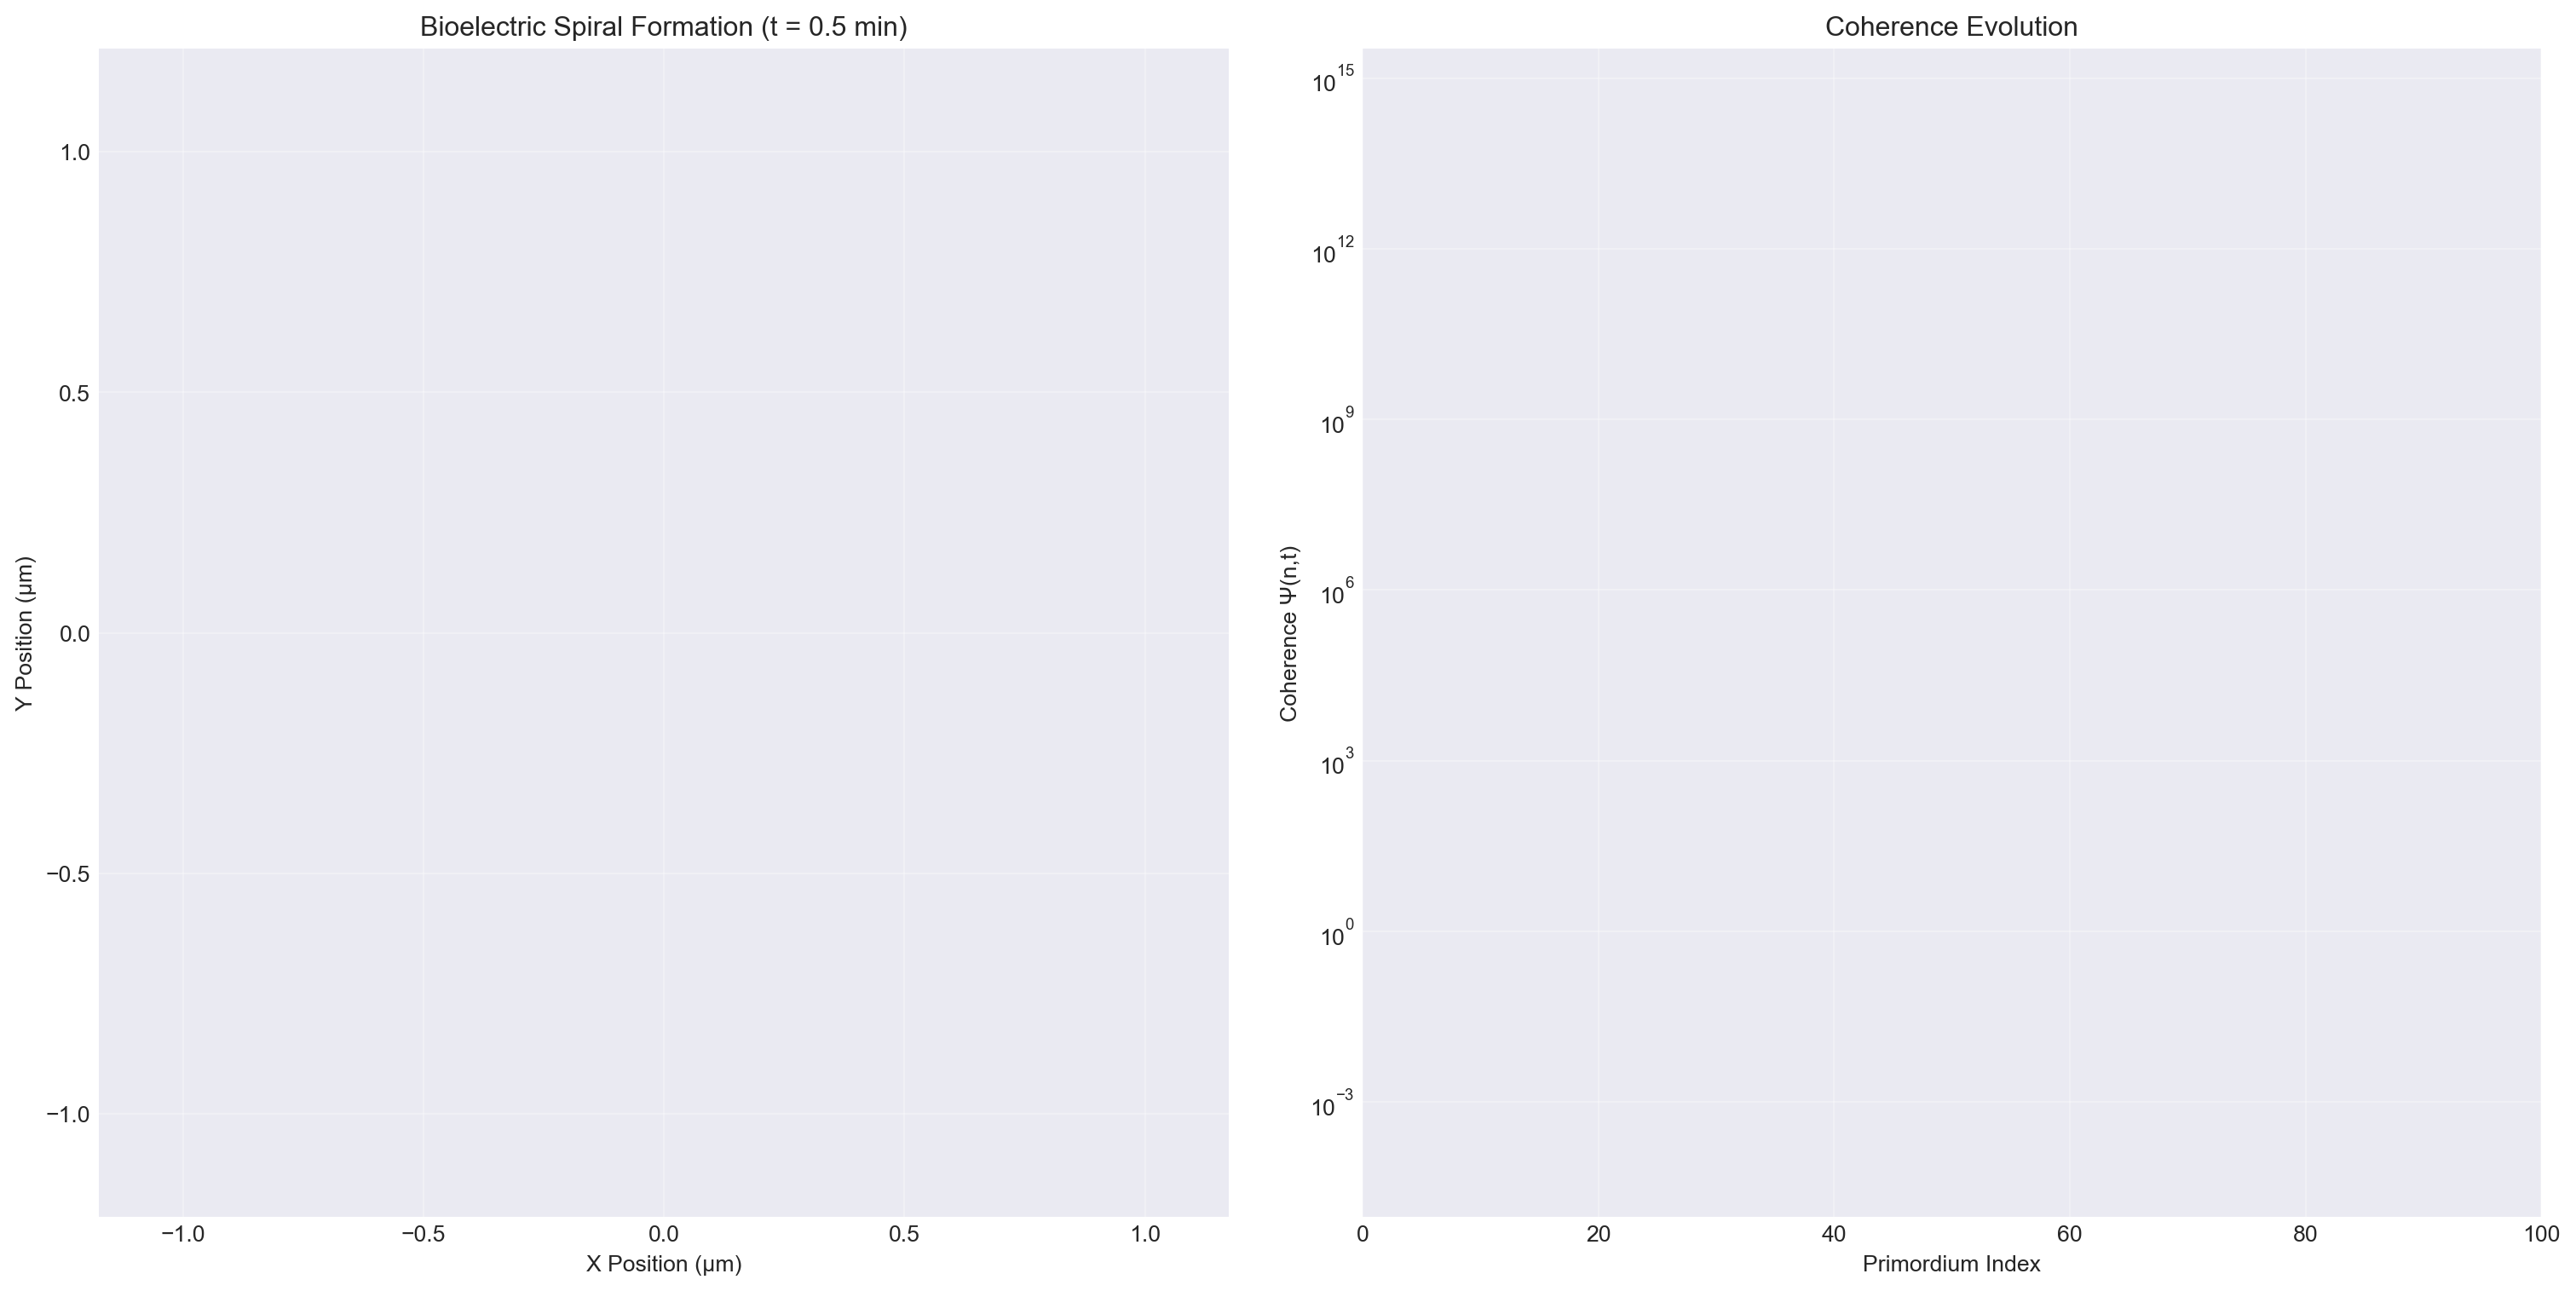 Bioelectric Spiral Formation (t = 0.5 min)
Y Position (µm)
1.0
0.5
0.0
−0.5
−1.0
−1.0 −0.5 0.0 0.5 1.0
X Position (µm)
Coherence Evolution
Coherence Ψ(n,t)
10^15
10^12
10^9
10^6
10^3
10^0
10^−3
0 20 40 60 80 100
Primordium Index